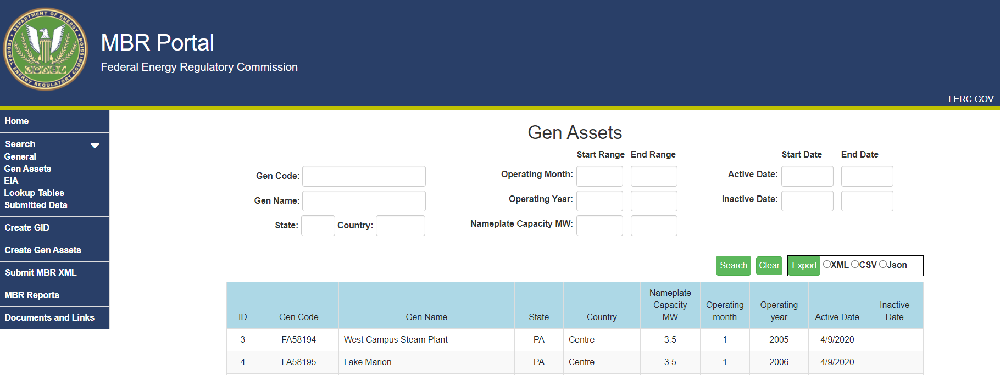 DEPARTMENT OF ENERGY
FEDERAL ENERGY REGULATORY COMMISSION
MBR Portal
Federal Energy Regulatory Commission
FERC.GOV
Home
Search
General
Gen Assets
EIA
Lookup Tables
Submitted Data
Create GID
Create Gen Assets
Submit MBR XML
MBR Reports
Documents and Links
Gen Assets
Start Range End Range Start Date End Date
Gen Code: Operating Month: Active Date:
Gen Name: Operating Year: Inactive Date:
State: Country: Nameplate Capacity MW:
Search Clear Export XML CSV Json
ID Gen Code Gen Name State Country Nameplate Capacity MW Operating month Operating year Active Date Inactive Date
3 FA58194 West Campus Steam Plant PA Centre 3.5 1 2005 4/9/2020
4 FA58195 Lake Marion PA Centre 3.5 1 2006 4/9/2020